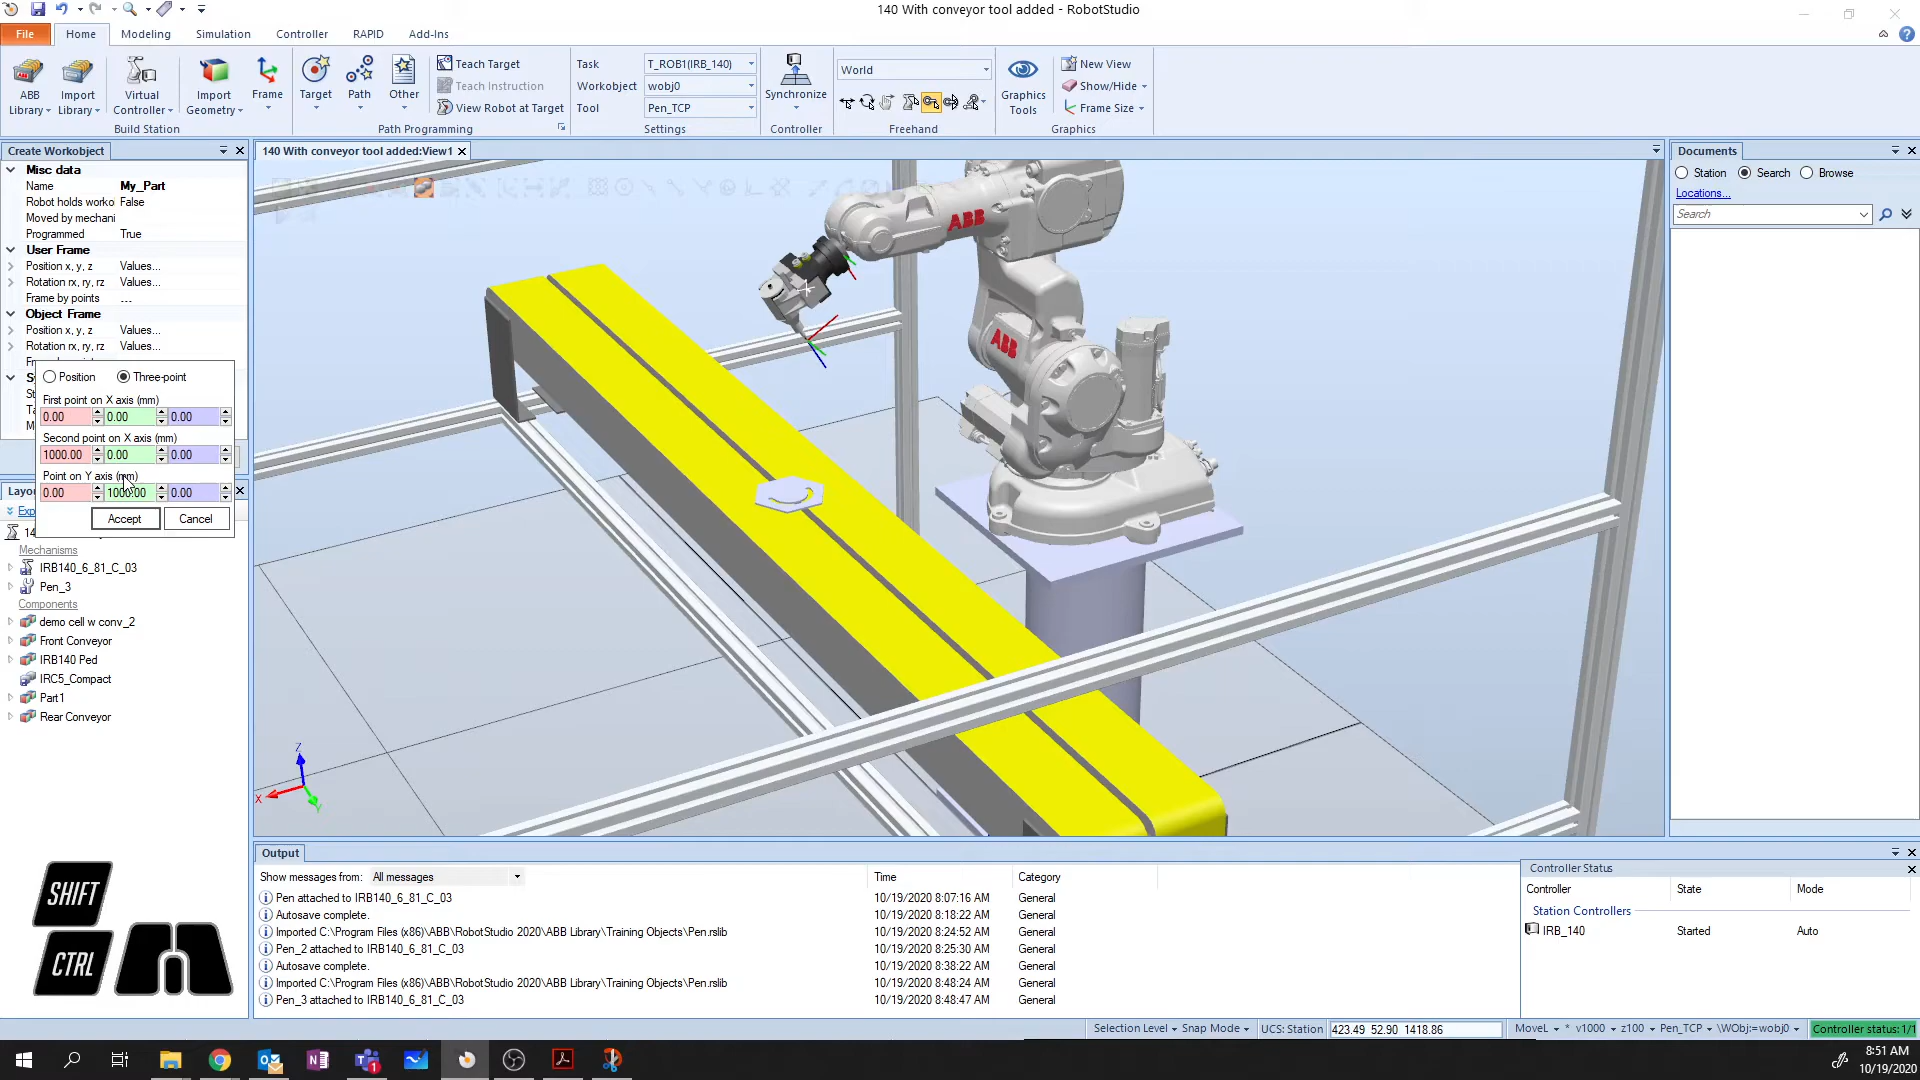 140 With conveyor tool added - RobotStudio
File Home Modeling Simulation Controller RAPID Add-Ins
ABB Library
Import Library
Virtual Controller
Import Geometry
Frame
Build Station
Target
Path
Other
Teach Target
Teach Instruction
View Robot at Target
Path Programming
Task T_ROB1(IRB_140)
Workobject wobj0
Tool Pen_TCP
Settings
Synchronize
Controller
World
Freehand
Graphics Tools
New View
Show/Hide
Frame Size
Graphics
Create Workobject
Misc data
Name My_Part
Robot holds worko False
Moved by mechani
Programmed True
User Frame
Position x, y, z Values...
Rotation rx, ry, rz Values...
Frame by points ...
Object Frame
Position x, y, z Values...
Rotation rx, ry, rz Values...
Position Three-point
First point on X axis (mm)
0.00 0.00 0.00
Second point on X axis (mm)
1000.00 0.00 0.00
Point on Y axis (mm)
0.00 1000.00 0.00
Accept Cancel
Layou
Exp
14
Mechanisms
IRB140_6_81_C_03
Pen_3
Components
demo cell w conv_2
Front Conveyor
IRB140 Ped
IRC5_Compact
Part1
Rear Conveyor
SHIFT
CTRL
140 With conveyor tool added:View1
ABB
ABB
Z
X
Y
Documents
Station Search Browse
Locations...
Search
Output
Show messages from: All messages Time Category
Pen attached to IRB140_6_81_C_03 10/19/2020 8:07:16 AM General
Autosave complete. 10/19/2020 8:18:22 AM General
Imported C:\Program Files (x86)\ABB\RobotStudio 2020\ABB Library\Training Objects\Pen.rslib 10/19/2020 8:24:52 AM General
Pen_2 attached to IRB140_6_81_C_03 10/19/2020 8:25:30 AM General
Autosave complete. 10/19/2020 8:38:22 AM General
Imported C:\Program Files (x86)\ABB\RobotStudio 2020\ABB Library\Training Objects\Pen.rslib 10/19/2020 8:48:24 AM General
Pen_3 attached to IRB140_6_81_C_03 10/19/2020 8:48:47 AM General
Controller Status
Controller State Mode
Station Controllers
IRB_140 Started Auto
Selection Level Snap Mode UCS: Station 423.49 52.90 1418.86 MoveL * v1000 z100 Pen_TCP \WObj:=wobj0 Controller status: 1/1
8:51 AM
10/19/2020